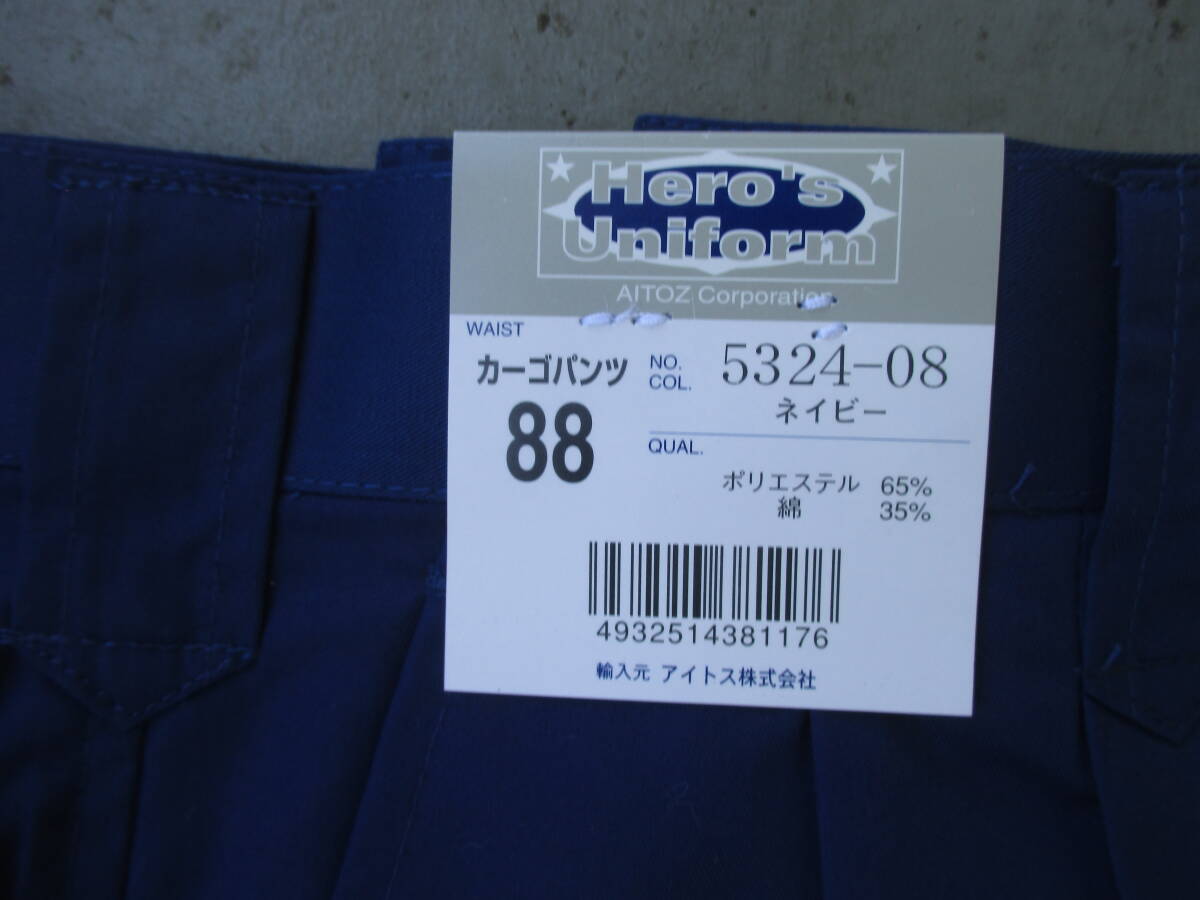 Hero's
Uniform
AITOZ Corporation
WAIST
カーゴパンツ
88
NO.
COL.
5324-08
ネイビー
QUAL.
ポリエステル 65%
綿 35%
4932514381176
輸入元 アイトス株式会社